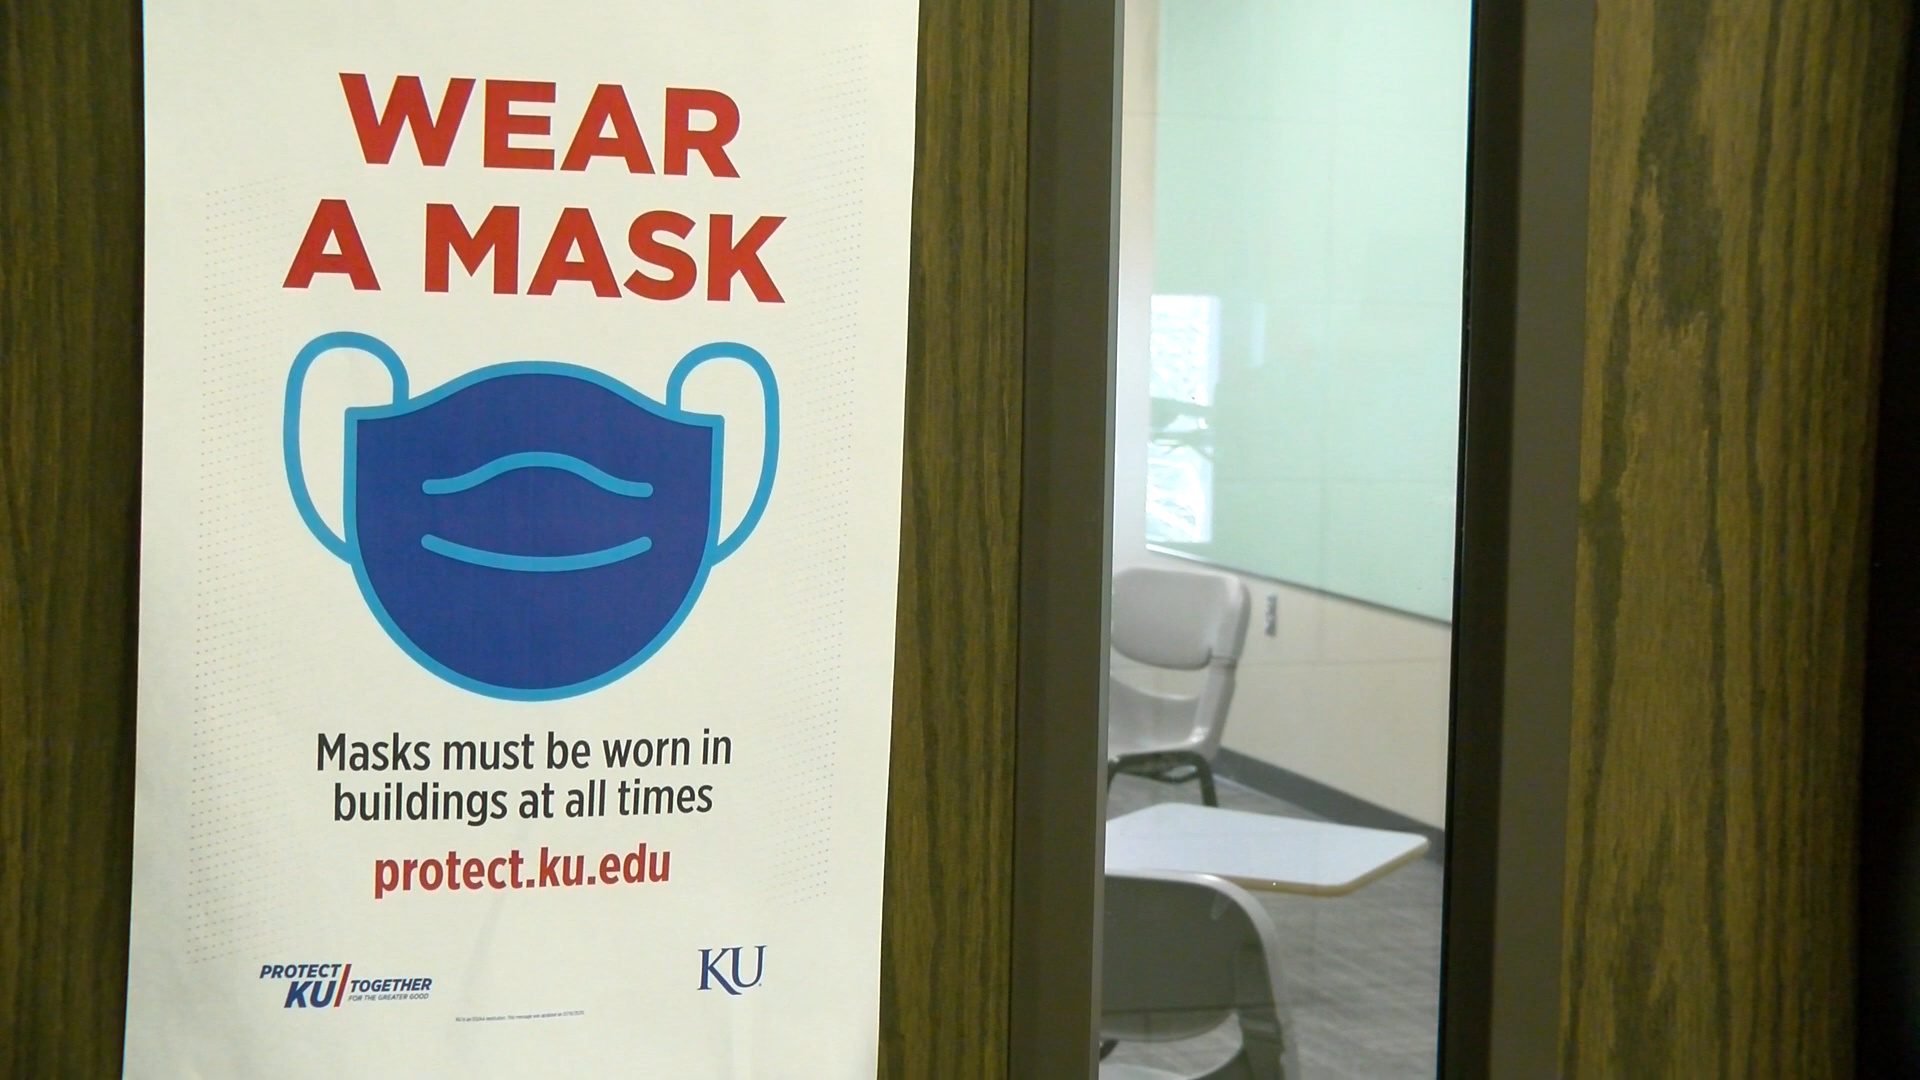 WEAR
A MASK
Masks must be worn in
buildings at all times
protect.ku.edu
PROTECT
KU
TOGETHER
FOR THE GREATER GOOD
KU